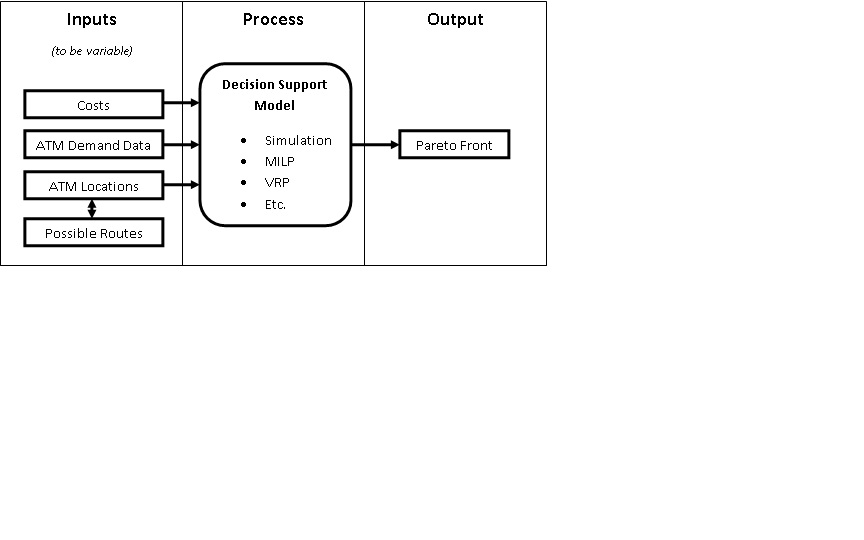 Inputs
(to be variable)
Costs
ATM Demand Data
ATM Locations
Possible Routes
Process
Decision Support
Model
• Simulation
• MILP
• VRP
• Etc.
Output
Pareto Front